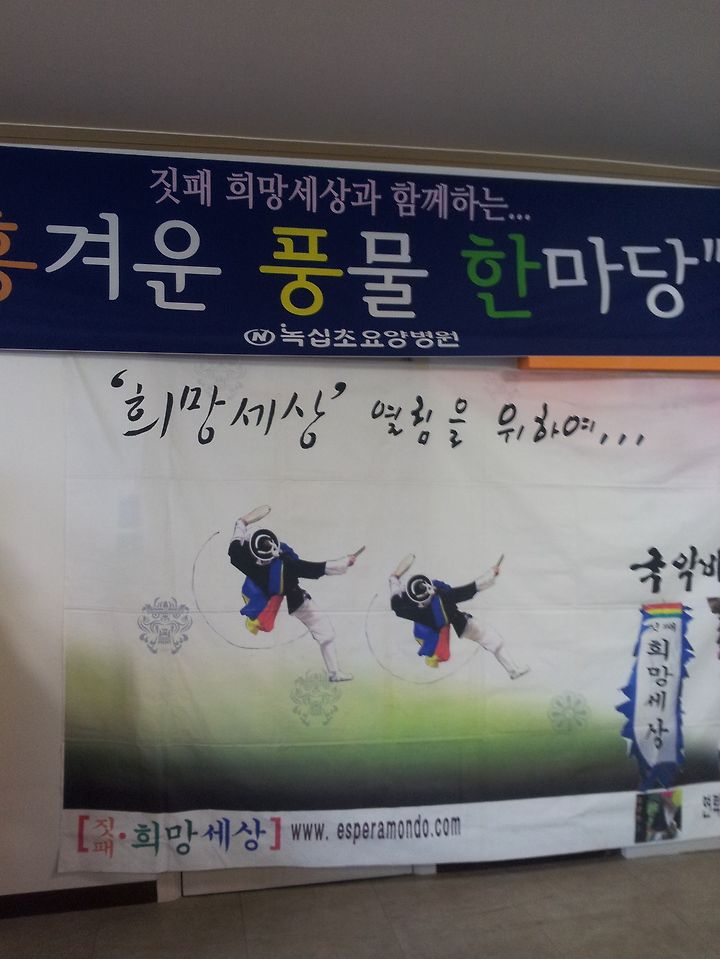 짓패 희망세상과 함께하는...
흥겨운 풍물 한마당"
N 녹십초요양병원
'희망세상' 열림을 위하여...
국악
짓패
희망세상
[짓패·희망세상] www. esperamondo.com